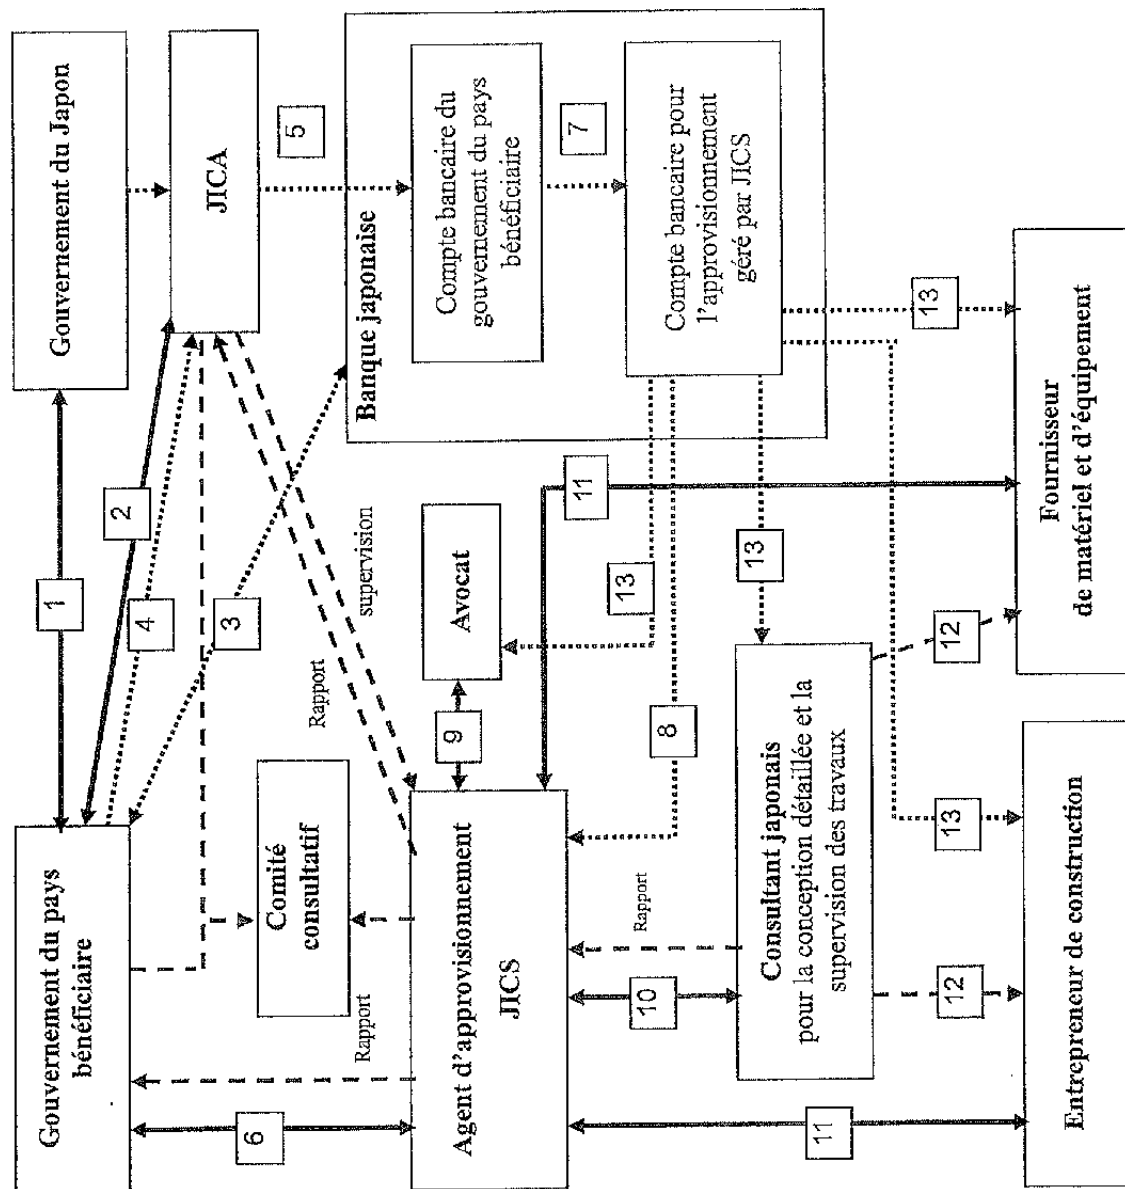 Gouvernement du pays
bénéficiaire
1
Gouvernement du Japon
2
4
3
JICA
5
6
Rapport
Comité
consultatif
Rapport
supervision
Banque japonaise
Compte bancaire du
gouvernement du pays
bénéficiaire
7
Compte bancaire pour
l'approvisionnement
géré par JICS
Agent d'approvisionnement
JICS
9
Avocat
13
11
8
10
Rapport
13
Consultant japonais
pour la conception détaillée et la
supervision des travaux
11
12
13
12
13
Entrepreneur de construction
Fournisseur
de matériel et d'équipement